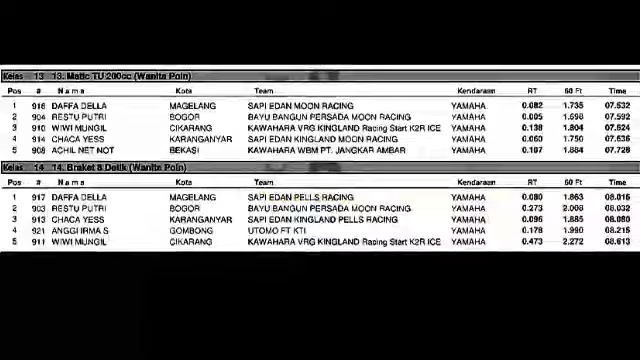 Kelas 13 13. Matic TU 200cc (Wanita Poin)
Pos # Nama Kota Team Kendaraan RT 60 Ft Time
1 916 DAFFA DELLA MAGELANG SAPI EDAN MOON RACING YAMAHA 0.082 1.735 07.532
2 904 RESTU PUTRI BOGOR BAYU BANGUN PERSADA MOON RACING YAMAHA 0.005 1.698 07.592
3 910 WIWI MUNGIL CIKARANG KAWAHARA VRG KINGLAND Racing Start K2R ICE YAMAHA 0.138 1.804 07.624
4 914 CHACA YESS KARANGANYAR SAPI EDAN KINGLAND MOON RACING YAMAHA 0.060 1.750 07.636
5 908 ACHIL NET NOT BEKASI KAWAHARA WBM PT. JANGKAR AMBAR YAMAHA 0.107 1.884 07.728
Kelas 14 14. Braket 8 Detik (Wanita Poin)
Pos # Nama Kota Team Kendaraan RT 60 Ft Time
1 917 DAFFA DELLA MAGELANG SAPI EDAN PELLS RACING YAMAHA 0.080 1.863 08.015
2 903 RESTU PUTRI BOGOR BAYU BANGUN PERSADA MOON RACING YAMAHA 0.273 2.006 08.032
3 913 CHACA YESS KARANGANYAR SAPI EDAN KINGLAND PELLS RACING YAMAHA 0.096 1.885 08.080
4 921 ANGGI IRMA S GOMBONG UTOMO FT KTI YAMAHA 0.178 1.990 08.215
5 911 WIWI MUNGIL CIKARANG KAWAHARA VRG KINGLAND Racing Start K2R ICE YAMAHA 0.473 2.272 08.613